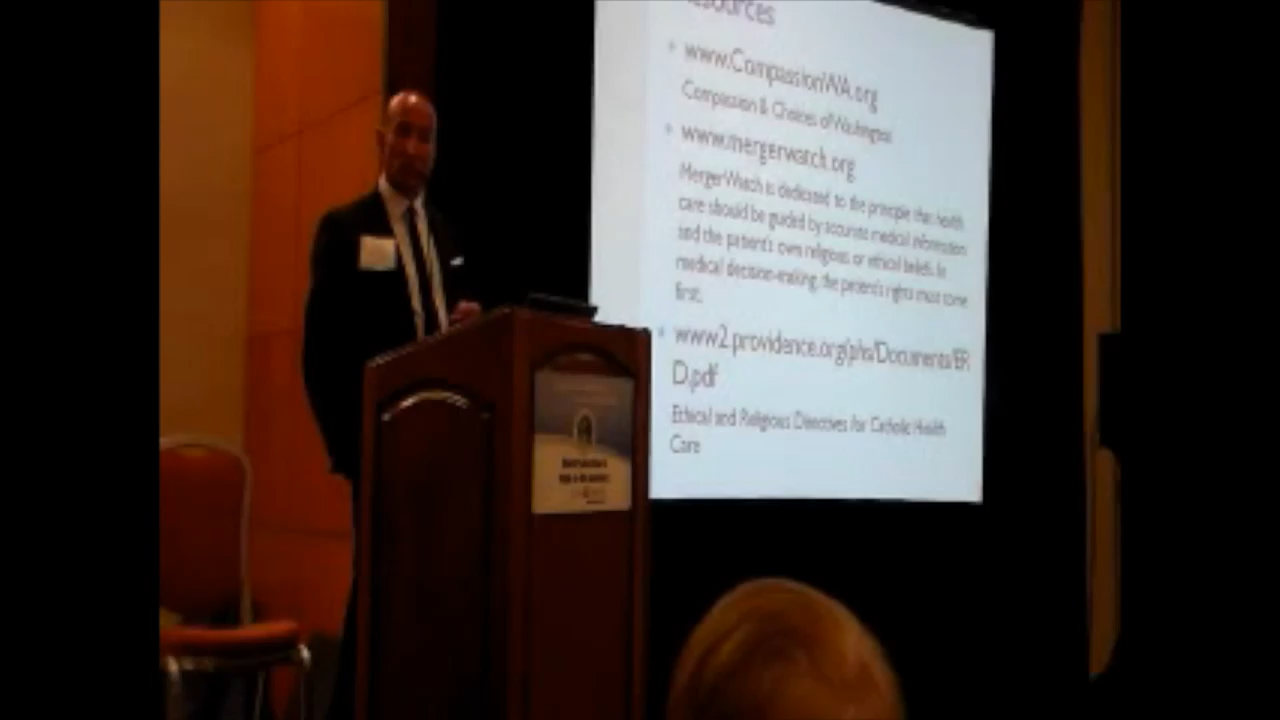 www.CompassionWA.org
Compassion & Choices of Washington
www.mergerwatch.org
MergerWatch is dedicated to the principle that health
care should be guided by accurate medical information
and the patient's own religious or ethical beliefs. In
medical decision-making, the patient's rights must come
first.
www2.providence.org/phs/Documents/ER
D.pdf
Ethical and Religious Directives for Catholic Health
Care